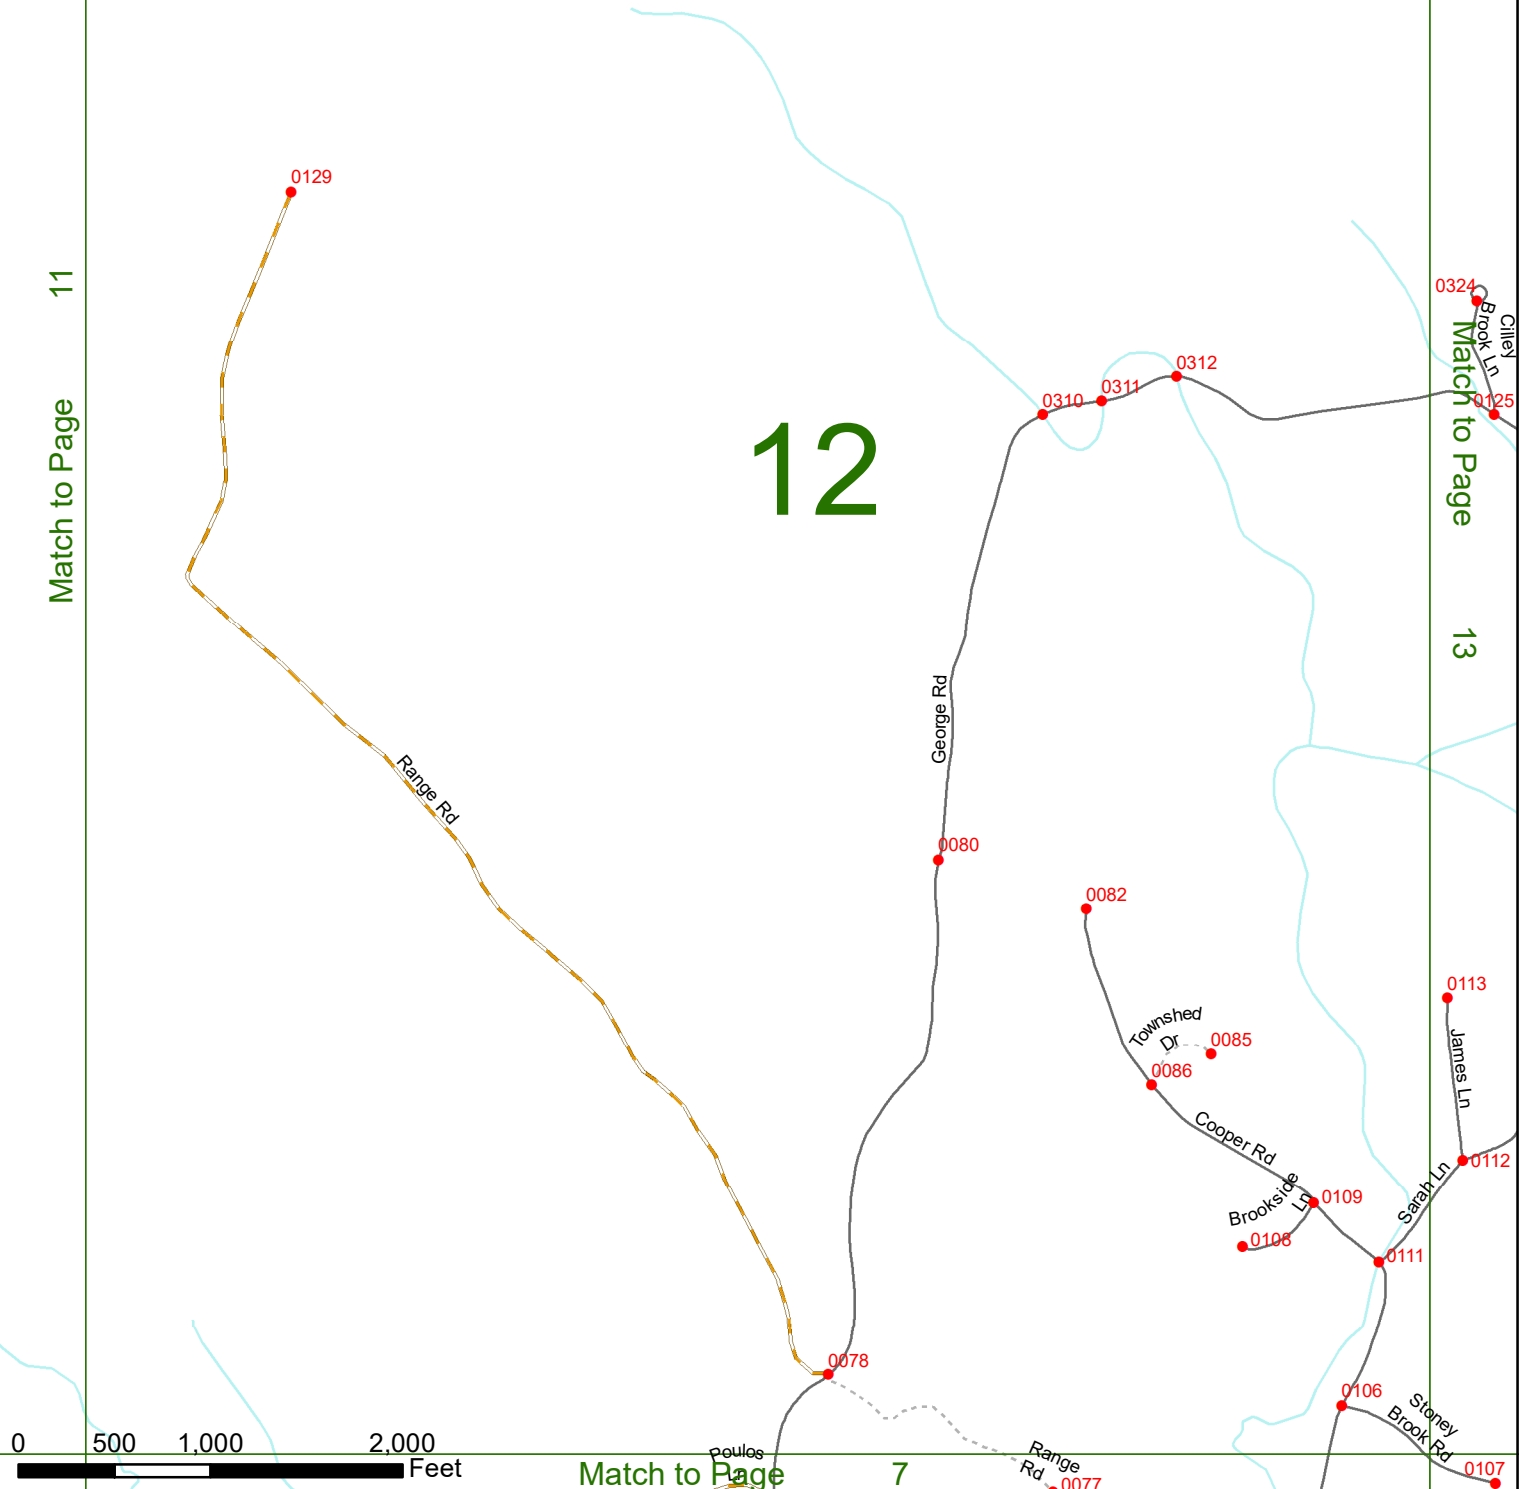 0129
11
Match to Page
12
0324
Cilley
Brook Ln
Match to Page
13
0312
0311
0310
0125
George Rd
Range Rd
0080
0082
0113
Townshed
Dr
0085
0086
James Ln
Cooper Rd
0112
Sarah Ln
Brookside
Ln
0109
0108
0111
0078
0106
Stoney
Brook Rd
0107
0 500 1,000 2,000
Feet
Poulos
Ln
Match to Page 7
Range
Rd
0077